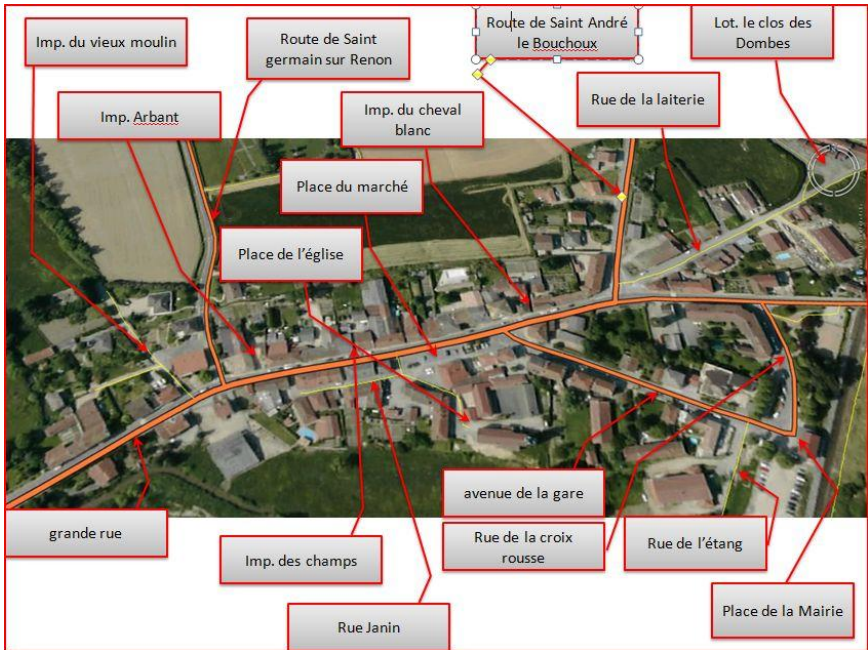 Imp. du vieux moulin
Route de Saint
germain sur Renon
Route de Saint André
le Bouchoux
Lot. le clos des
Dombes
Imp. Arbant
Imp. du cheval
blanc
Rue de la laiterie
Place du marché
Place de l'église
grande rue
Imp. des champs
Rue Janin
avenue de la gare
Rue de la croix
rousse
Rue de l'étang
Place de la Mairie